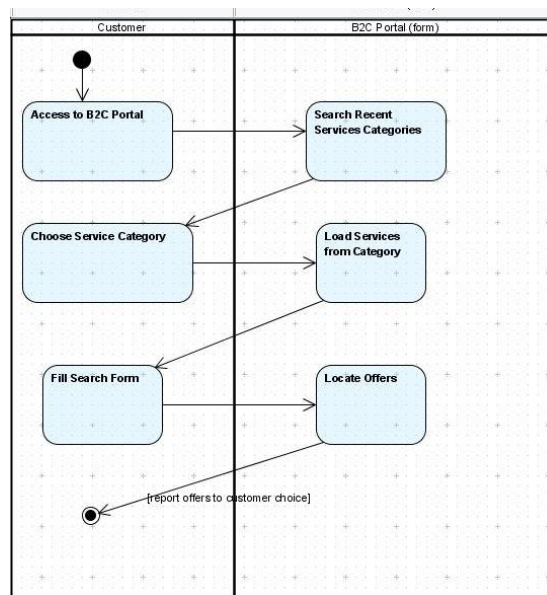 Customer
B2C Portal (form)
Access to B2C Portal
Search Recent
Services Categories
Choose Service Category
Load Services
from Category
Fill Search Form
Locate Offers
[report offers to customer choice]